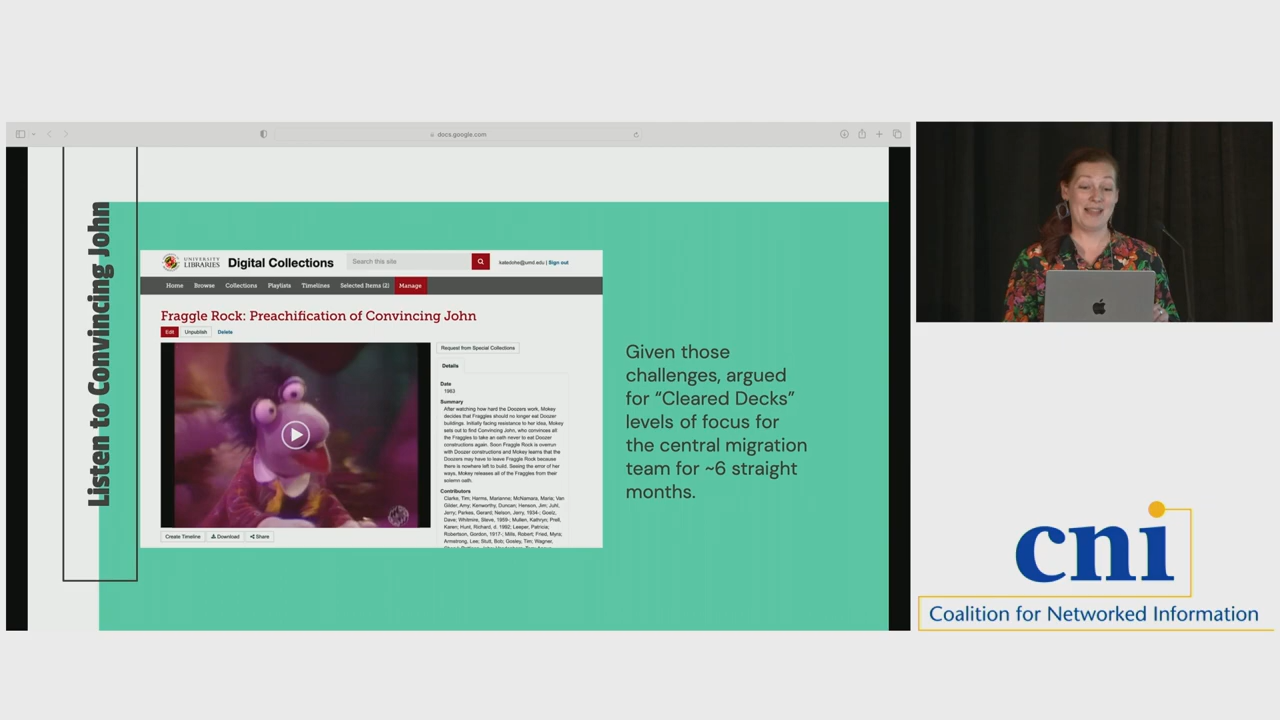 docs.google.com
Listen to Convincing John
UNIVERSITY
LIBRARIES
Digital Collections
Search this site
katedohe@umd.edu | Sign out
Home Browse Collections Playlists Timelines Selected Items (2) Manage
Fraggle Rock: Preachification of Convincing John
Edit Unpublish Delete
Request from Special Collections
Details
Date
1983
Summary
After watching how hard the Doozers work, Mokey
decides that Fraggles should no longer eat Doozer
buildings. Initially facing resistance to her idea, Mokey
sets out to find Convincing John, who convinces all
the Fraggles to take an oath never to eat Doozer
constructions again. Soon Fraggle Rock is overrun
with Doozer constructions and Mokey learns that the
Doozers may have to leave Fraggle Rock because
there is nowhere left to build. Seeing the error of her
ways, Mokey releases all of the Fraggles from their
solemn oath.
Contributors
Clarke, Tim; Harms, Marianne; McNamara, Maria; Van
Gilder, Amy; Kenworthy, Duncan; Henson, Jim; Juhl,
Jerry; Parkes, Gerard; Nelson, Jerry, 1934-; Goelz,
Dave; Whitmire, Steve, 1959-; Mullen, Kathryn; Prell,
Karen; Hunt, Richard, d. 1992; Leeper, Patricia;
Robertson, Gordon, 1917-; Mills, Robert; Fried, Myra;
Armstrong, Lee; Stutt, Bob; Gosley, Tim; Wagner,
Create Timeline Download Share
Given those
challenges, argued
for “Cleared Decks”
levels of focus for
the central migration
team for ~6 straight
months.
cni
Coalition for Networked Information